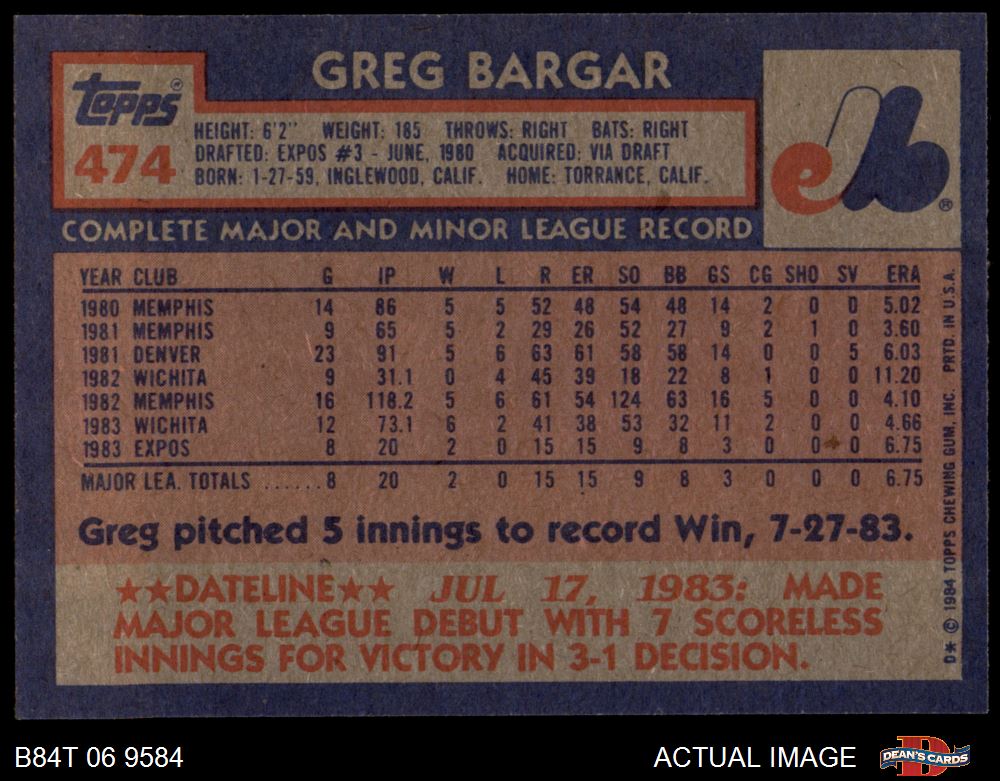 GREG BARGAR
Topps®
474
HEIGHT: 6'2" WEIGHT: 185 THROWS: RIGHT BATS: RIGHT
DRAFTED: EXPOS #3 - JUNE, 1980 ACQUIRED: VIA DRAFT
BORN: 1-27-59, INGLEWOOD, CALIF. HOME: TORRANCE, CALIF.
eb®
COMPLETE MAJOR AND MINOR LEAGUE RECORD
YEAR CLUB G IP W L R ER SO BB GS CG SHO SV ERA
1980 MEMPHIS 14 86 5 5 52 48 54 48 14 2 0 0 5.02
1981 MEMPHIS 9 65 5 2 29 26 52 27 9 2 1 0 3.60
1981 DENVER 23 91 5 6 63 61 58 58 14 0 0 5 6.03
1982 WICHITA 9 31.1 0 4 45 39 18 22 8 1 0 0 11.20
1982 MEMPHIS 16 118.2 5 6 61 54 124 63 16 5 0 0 4.10
1983 WICHITA 12 73.1 6 2 41 38 53 32 11 2 0 0 4.66
1983 EXPOS 8 20 2 0 15 15 9 8 3 0 0 0 6.75
MAJOR LEA. TOTALS ......8 20 2 0 15 15 9 8 3 0 0 0 6.75
Greg pitched 5 innings to record Win, 7-27-83.
★★DATELINE★★ JUL 17, 1983: MADE
MAJOR LEAGUE DEBUT WITH 7 SCORELESS
INNINGS FOR VICTORY IN 3-1 DECISION.
D* © 1984 TOPPS CHEWING GUM, INC. PRTD. IN U.S.A.
B84T 06 9584
ACTUAL IMAGE
D
DEAN'S CARDS